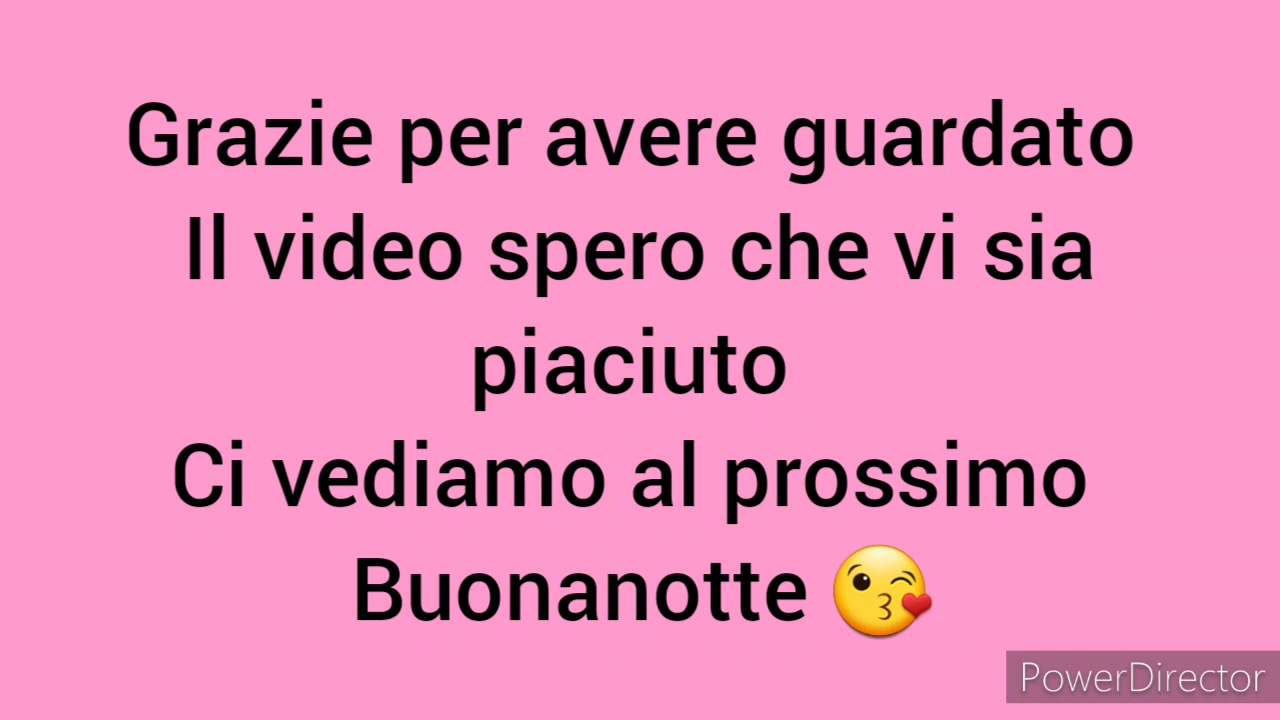 Grazie per avere guardato
Il video spero che vi sia
piaciuto
Ci vediamo al prossimo
Buonanotte 😘
PowerDirector